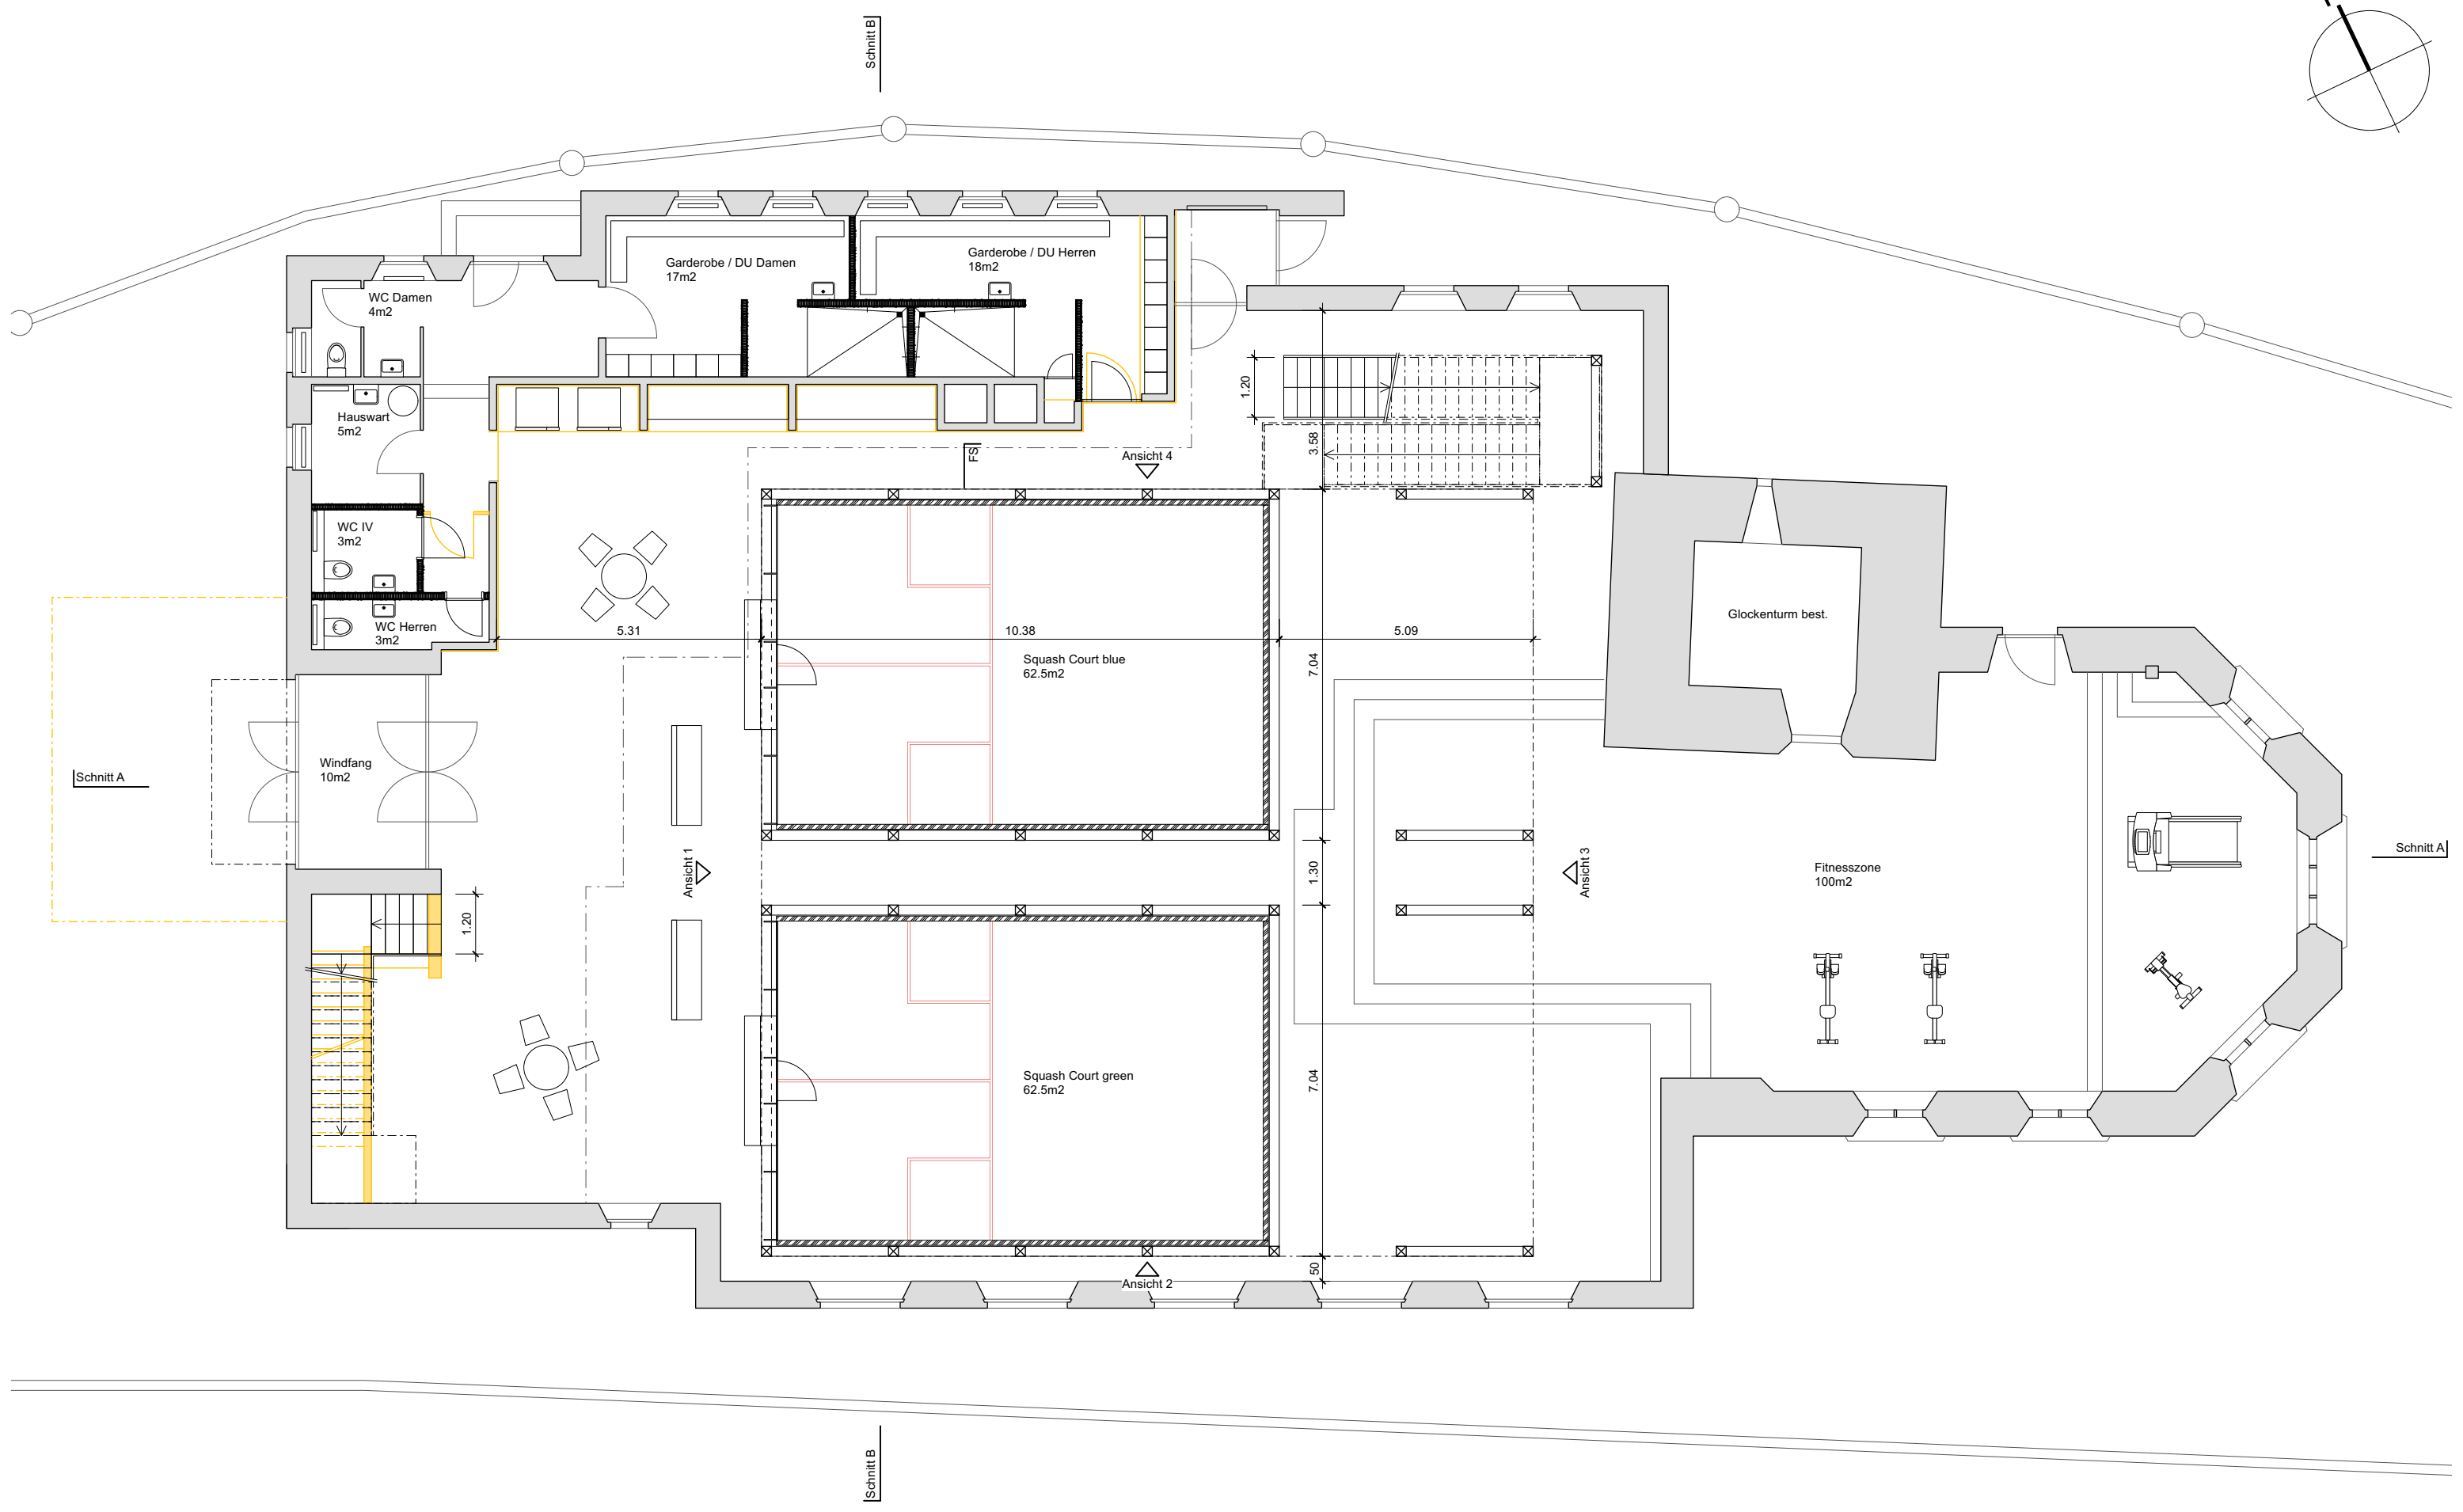 Schnitt B
Garderobe / DU Damen
17m2
Garderobe / DU Herren
18m2
WC Damen
4m2
Hauswart
5m2
1.20
3.58
FS
Ansicht 4
WC IV
3m2
WC Herren
3m2
5.31
10.38
5.09
Glockenturm best.
Squash Court blue
62.5m2
7.04
Windfang
10m2
Schnitt A
Ansicht 1
1.30
Ansicht 3
Fitnesszone
100m2
Schnitt A
1.20
Squash Court green
62.5m2
7.04
50
Ansicht 2
Schnitt B